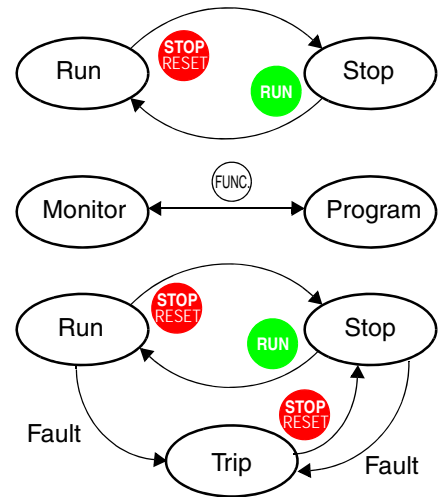 Run
STOP
RESET
Stop
RUN
Monitor
FUNC.
Program
Run
STOP
RESET
Stop
RUN
Fault
STOP
RESET
Trip
Fault